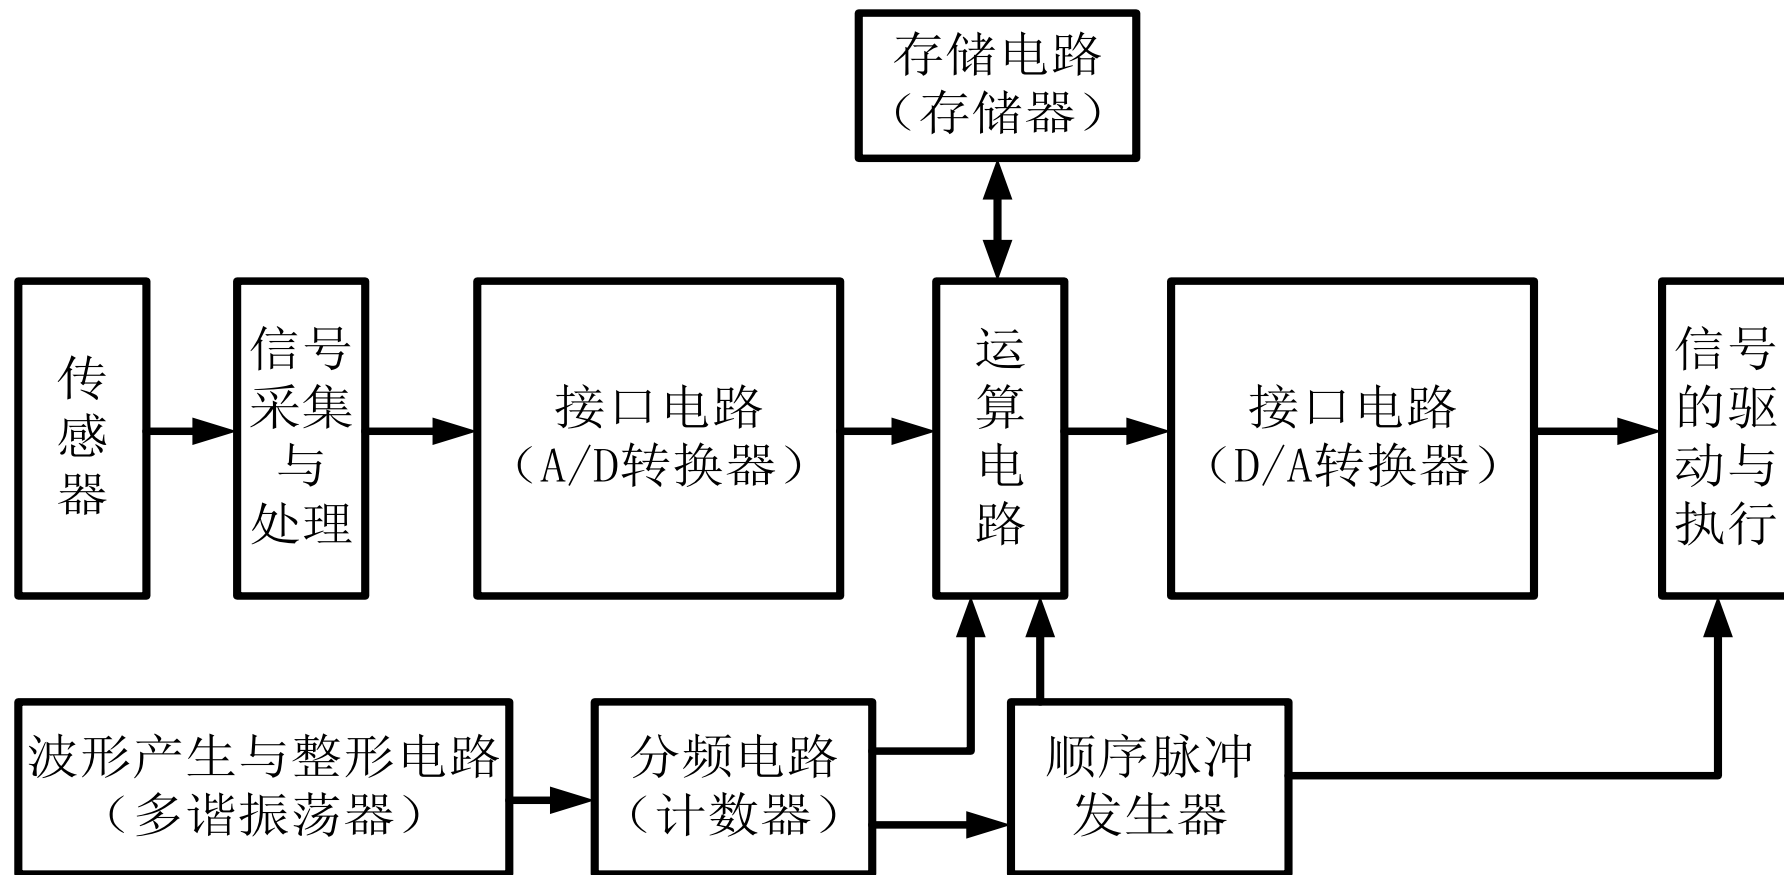 存储电路
（存储器）
传
感
器
信号
采集
与
处理
接口电路
（A/D转换器）
运
算
电
路
接口电路
（D/A转换器）
信号
的驱
动与
执行
波形产生与整形电路
（多谐振荡器）
分频电路
（计数器）
顺序脉冲
发生器